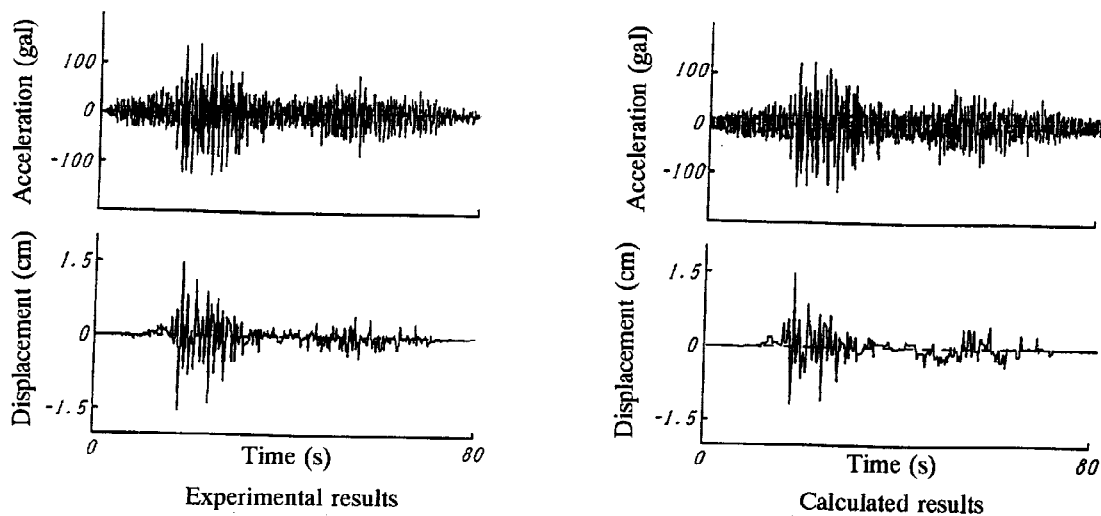 Acceleration (gal)
100
0
-100
Displacement (cm)
1.5
0
-1.5
0
Time (s)
80
Experimental results
Acceleration (gal)
100
0
-100
Displacement (cm)
1.5
0
-1.5
0
Time (s)
80
Calculated results